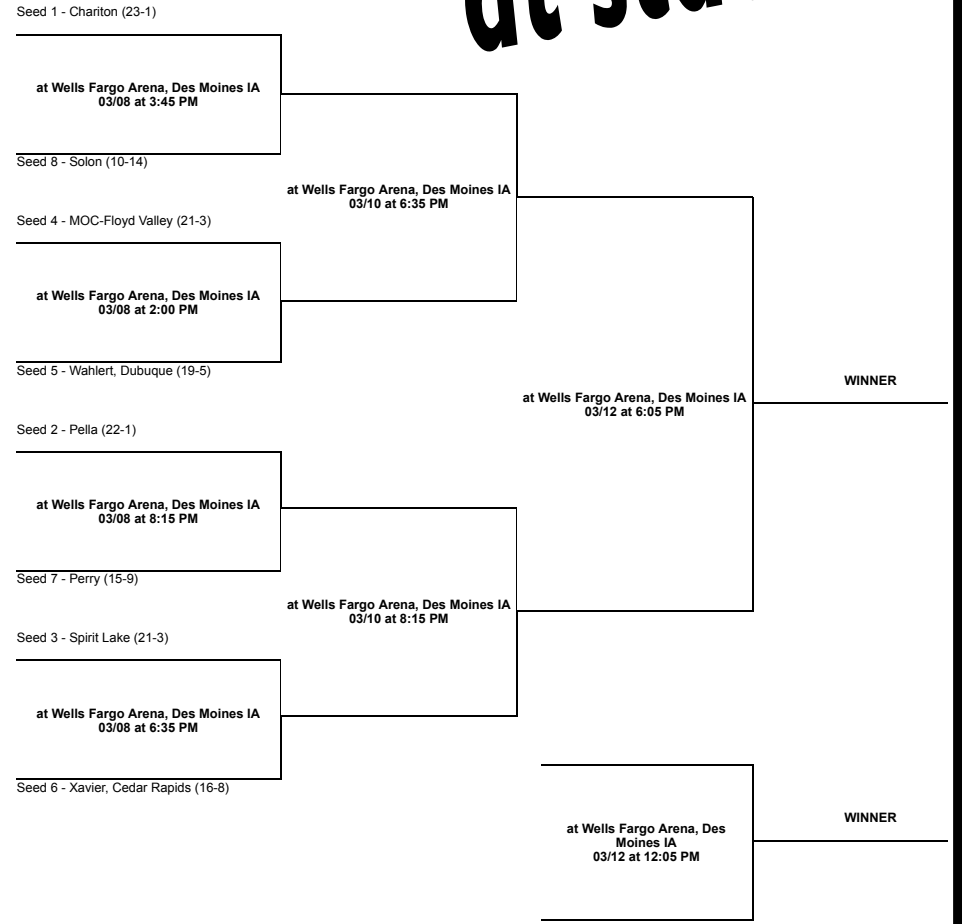 at sta
Seed 1 - Chariton (23-1)
at Wells Fargo Arena, Des Moines IA
03/08 at 3:45 PM
Seed 8 - Solon (10-14)
at Wells Fargo Arena, Des Moines IA
03/10 at 6:35 PM
Seed 4 - MOC-Floyd Valley (21-3)
at Wells Fargo Arena, Des Moines IA
03/08 at 2:00 PM
Seed 5 - Wahlert, Dubuque (19-5)
WINNER
at Wells Fargo Arena, Des Moines IA
03/12 at 6:05 PM
Seed 2 - Pella (22-1)
at Wells Fargo Arena, Des Moines IA
03/08 at 8:15 PM
Seed 7 - Perry (15-9)
at Wells Fargo Arena, Des Moines IA
03/10 at 8:15 PM
Seed 3 - Spirit Lake (21-3)
at Wells Fargo Arena, Des Moines IA
03/08 at 6:35 PM
Seed 6 - Xavier, Cedar Rapids (16-8)
WINNER
at Wells Fargo Arena, Des
Moines IA
03/12 at 12:05 PM